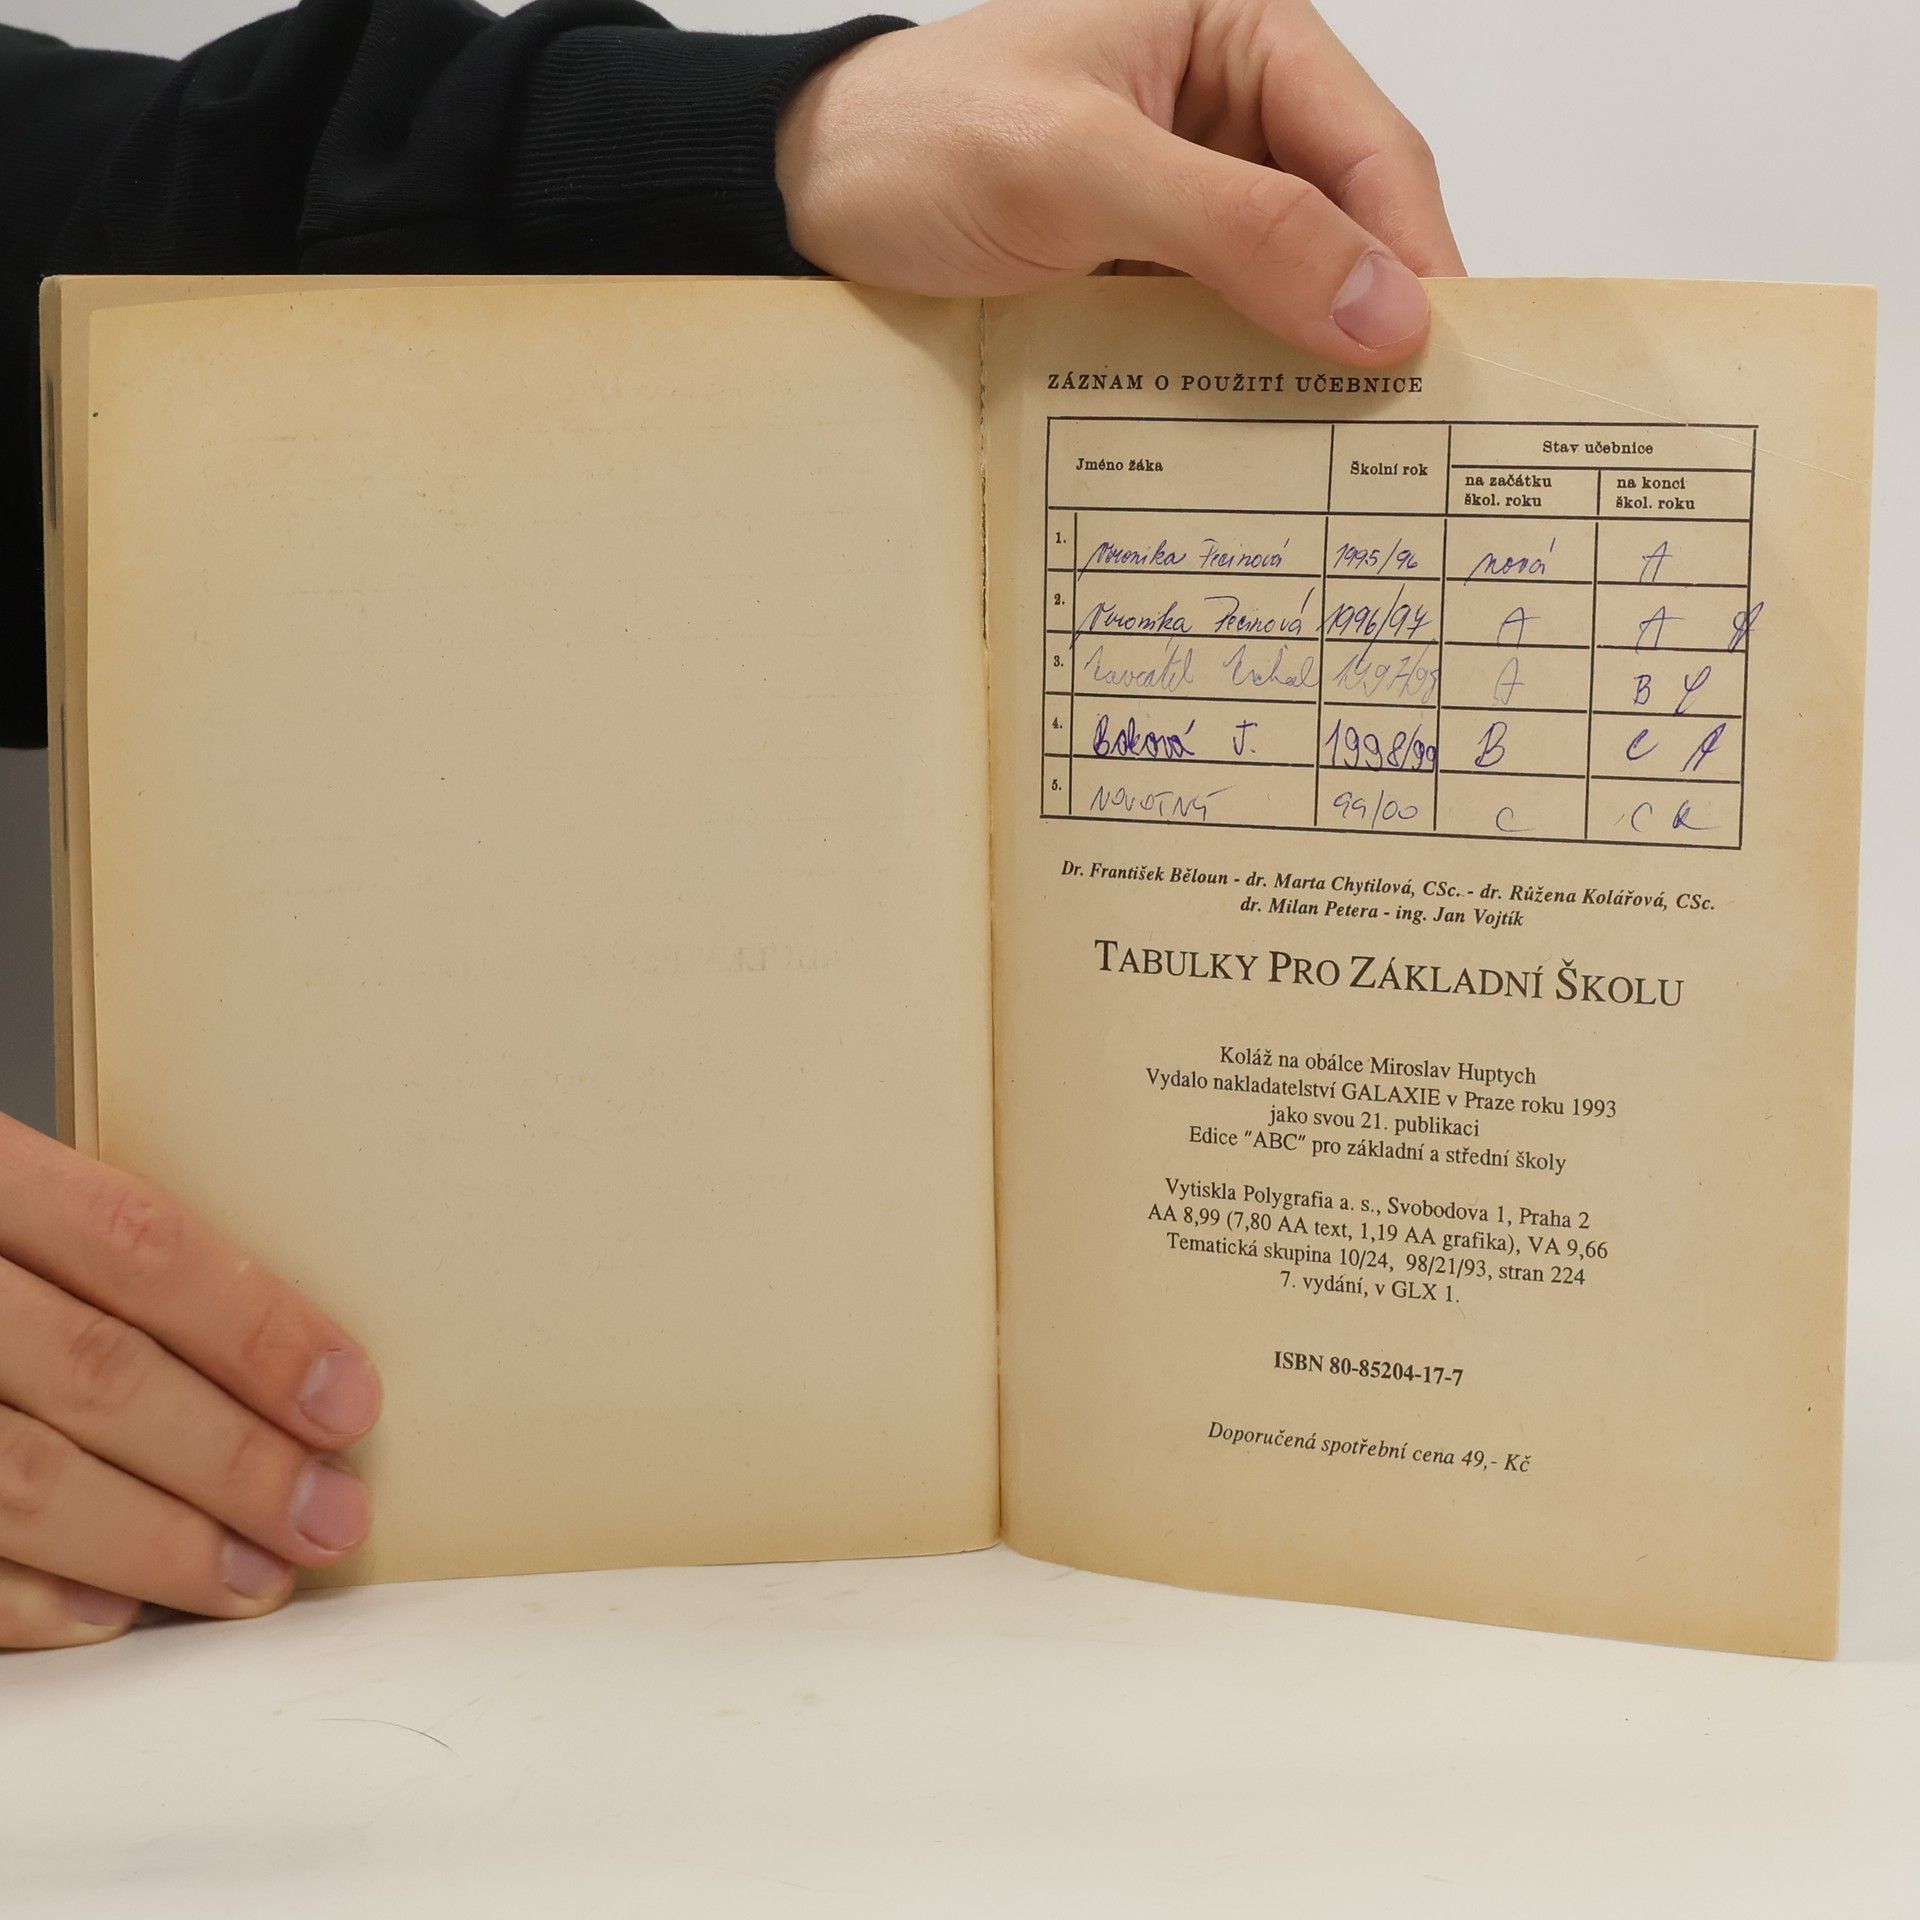 ZÁZNAM O POUŽITÍ UČEBNICE
Jméno žáka Školní rok Stav učebnice
na začátku škol. roku na konci škol. roku
1. Veronika 1995/96 nová A
2. Veronika 1996/97 A A
3. 1997/98 A B
4. J. 1998/99 B C
5. NOVOTNÝ 99/00 C C
Dr. František Běloun - dr. Marta Chytilová, CSc. - dr. Růžena Kolářová, CSc.
dr. Milan Petera - ing. Jan Vojtík
TABULKY PRO ZÁKLADNÍ ŠKOLU
Koláž na obálce Miroslav Huptych
Vydalo nakladatelství GALAXIE v Praze roku 1993
jako svou 21. publikaci
Edice "ABC" pro základní a střední školy
Vytiskla Polygrafia a. s., Svobodova 1, Praha 2
AA 8,99 (7,80 AA text, 1,19 AA grafika), VA 9,66
Tematická skupina 10/24, 98/21/93, stran 224
7. vydání, v GLX 1.
ISBN 80-85204-17-7
Doporučená spotřební cena 49,- Kč